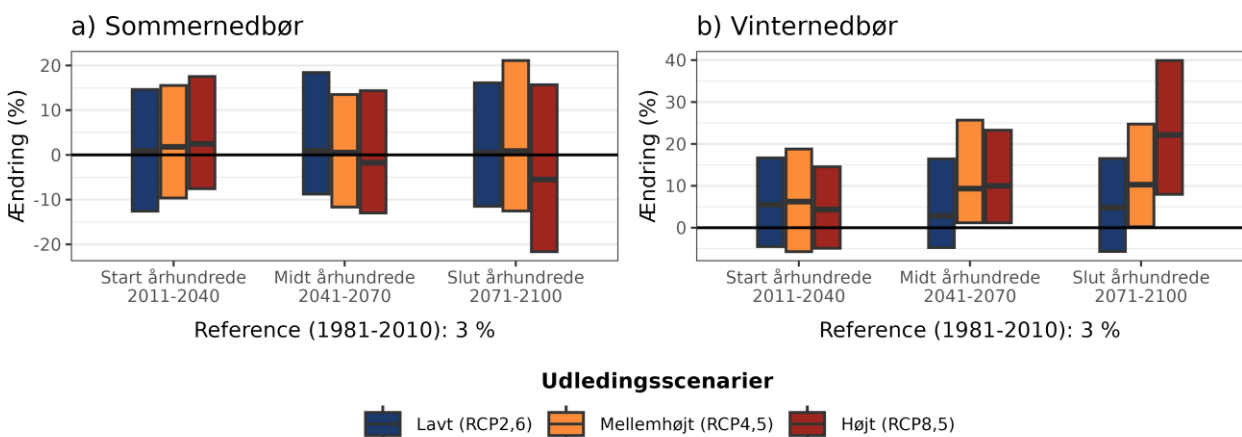 a) Sommernedbør
Ændring (%)
20
10
0
-10
-20
Start århundrede
2011-2040
Midt århundrede
2041-2070
Slut århundrede
2071-2100
Reference (1981-2010): 3 %
b) Vinternedbør
Ændring (%)
40
30
20
10
0
Start århundrede
2011-2040
Midt århundrede
2041-2070
Slut århundrede
2071-2100
Reference (1981-2010): 3 %
Udledingsscenarier
Lavt (RCP2,6)
Mellemhøjt (RCP4,5)
Højt (RCP8,5)